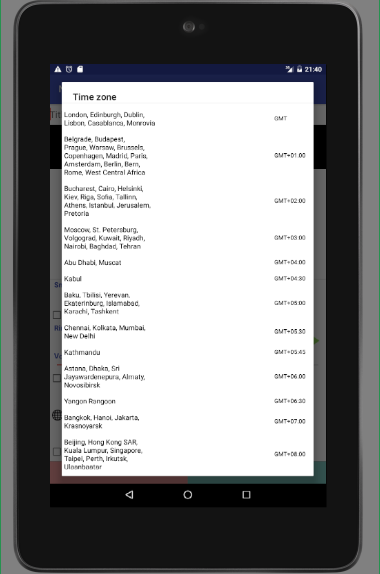 21:40
Time zone
London, Edinburgh, Dublin,
Lisbon, Casablanca, Monrovia
GMT
Belgrade, Budapest,
Prague, Warsaw, Brussels,
Copenhagen, Madrid, Paris,
Amsterdam, Berlin, Bern,
Rome, West Central Africa
GMT+01:00
Bucharest, Cairo, Helsinki,
Kiev, Riga, Sofia, Tallinn,
Athens, Istanbul, Jerusalem,
Pretoria
GMT+02:00
Moscow, St. Petersburg,
Volgograd, Kuwait, Riyadh,
Nairobi, Baghdad, Tehran
GMT+03:00
Abu Dhabi, Muscat
GMT+04:00
Kabul
GMT+04:30
Baku, Tbilisi, Yerevan,
Ekaterinburg, Islamabad,
Karachi, Tashkent
GMT+05:00
Chennai, Kolkata, Mumbai,
New Delhi
GMT+05:30
Kathmandu
GMT+05:45
Astana, Dhaka, Sri
Jayawardenepura, Almaty,
Novosibirsk
GMT+06:00
Yangon Rangoon
GMT+06:30
Bangkok, Hanoi, Jakarta,
Krasnoyarsk
GMT+07:00
Beijing, Hong Kong SAR,
Kuala Lumpur, Singapore,
Taipei, Perth, Irkutsk,
Ulaanbaatar
GMT+08:00